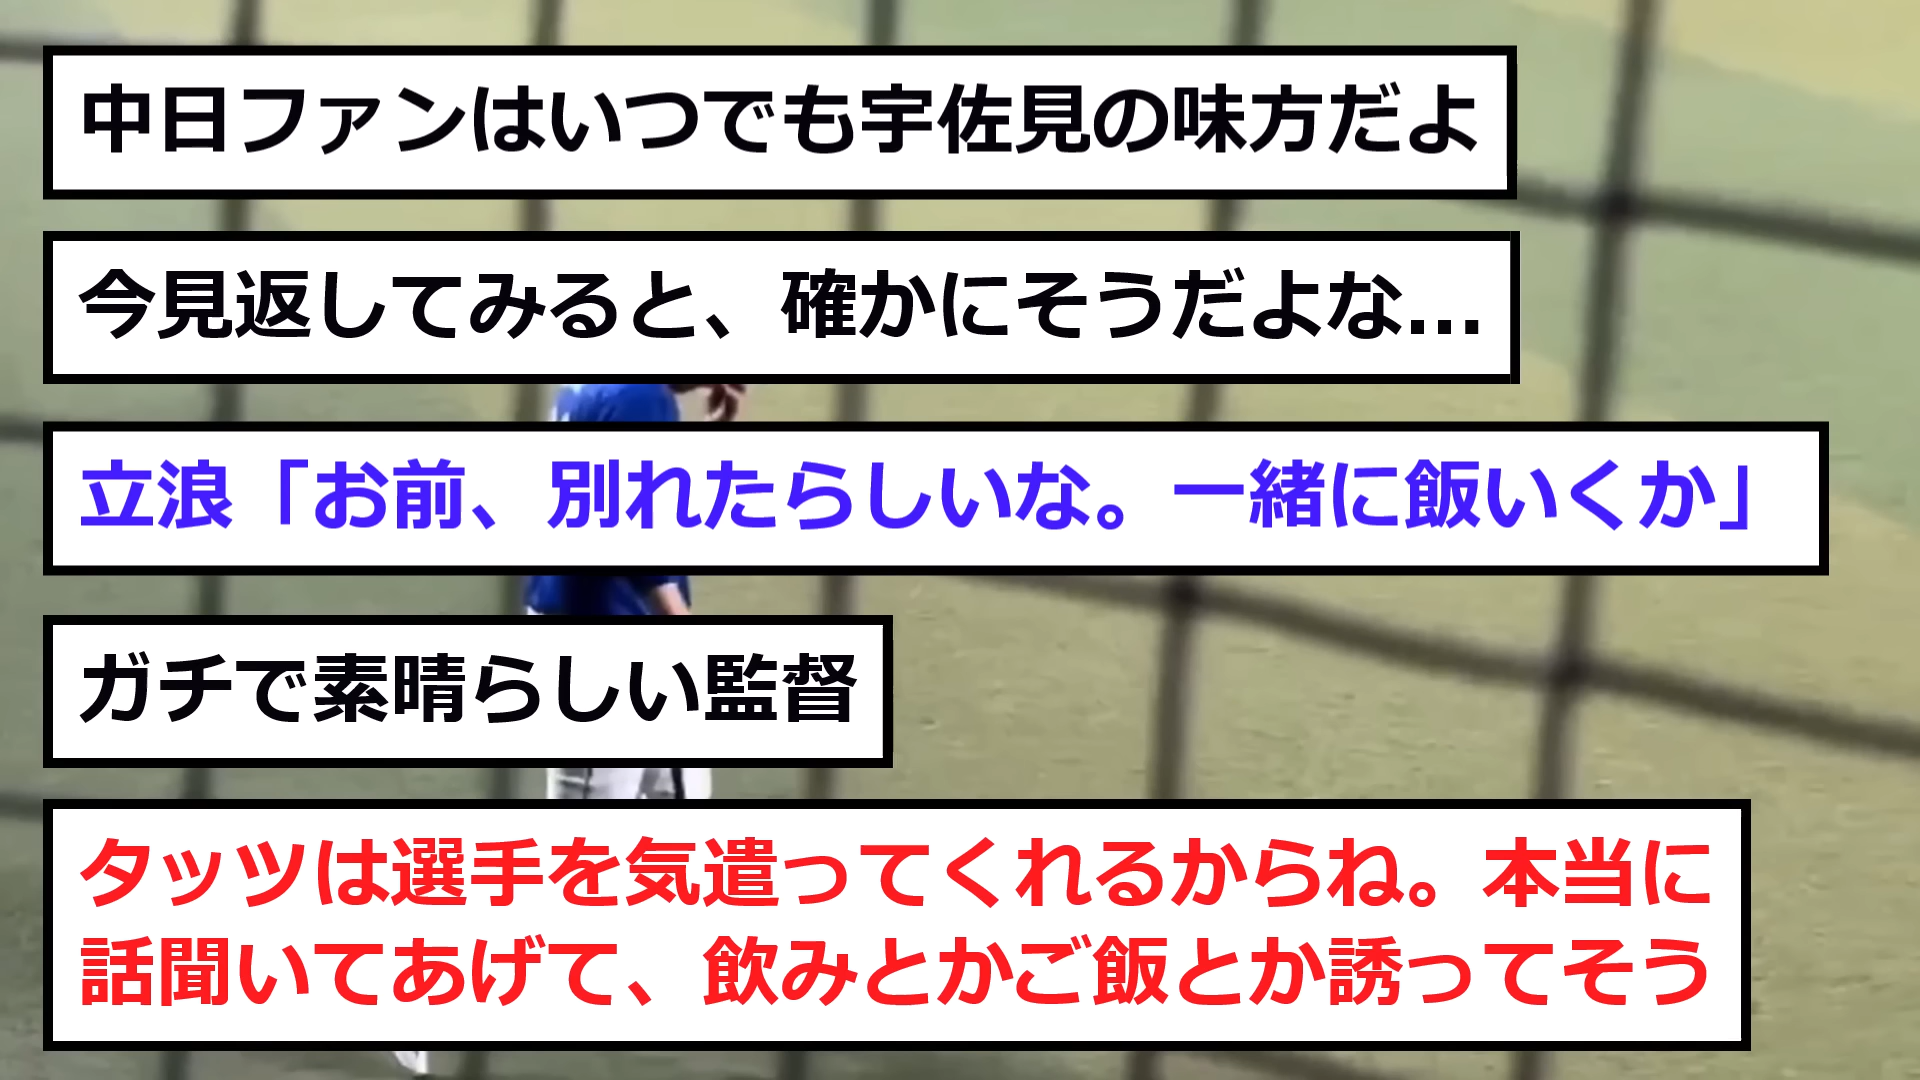 中日ファンはいつでも宇佐見の味方だよ
今見返してみると、確かにそうだよな…
立浪「お前、別れたらしいな。一緒に飯いくか」
ガチで素晴らしい監督
タッツは選手を気遣ってくれるからね。本当に
話聞いてあげて、飲みとかご飯とか誘ってそう